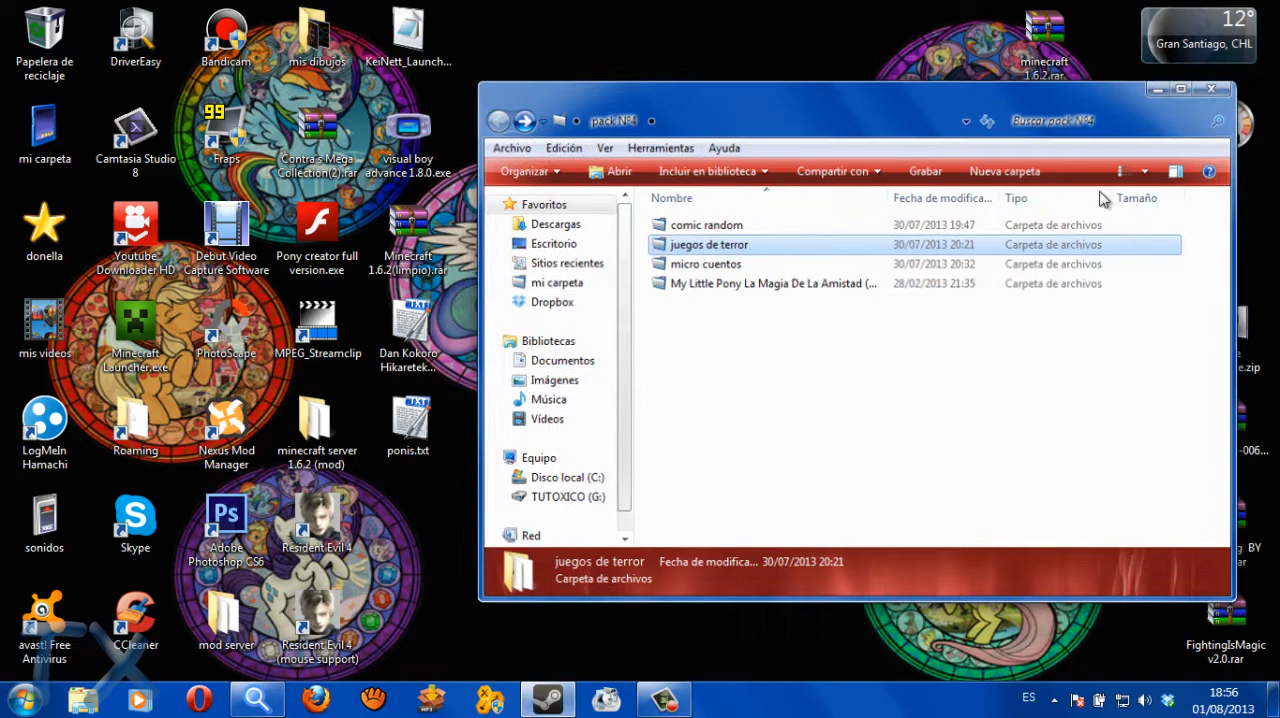 Papelera de
reciclaje
DriverEasy
Bandicam
mis dibujos
KeiNett_Launch...
minecraft
1.6.2.rar
12°
Gran Santiago, CHL
mi carpeta
Camtasia Studio
8
99
Fraps
Contra's Mega
Collection(2).rar
visual boy
advance 1.8.0.exe
donella
Youtube
Downloader HD
Debut Video
Capture Software
Pony creator full
version.exe
Minecraft
1.6.2(limpio).rar
mis videos
Minecraft
Launcher.exe
PhotoScape
MPEG_Streamclip
TXT
Dan Kokoro
Hikaretek...
LogMeIn
Hamachi
Roaming
Nexus Mod
Manager
minecraft server
1.6.2 (mod)
TXT
ponis.txt
sonidos
Skype
Ps
Adobe
Photoshop CS6
Resident Evil 4
avast! Free
Antivirus
CCleaner
mod server
Resident Evil 4
(mouse support)
pack Nº4
Buscar pack Nº4
Archivo Edición Ver Herramientas Ayuda
Organizar Abrir Incluir en biblioteca Compartir con Grabar Nueva carpeta
Favoritos
Descargas
Escritorio
Sitios recientes
mi carpeta
Dropbox
Bibliotecas
Documentos
Imágenes
Música
Vídeos
Equipo
Disco local (C:)
TUTOXICO (G:)
Red
Nombre Fecha de modifica... Tipo Tamaño
comic random 30/07/2013 19:47 Carpeta de archivos
juegos de terror 30/07/2013 20:21 Carpeta de archivos
micro cuentos 30/07/2013 20:32 Carpeta de archivos
My Little Pony La Magia De La Amistad (... 28/02/2013 21:35 Carpeta de archivos
juegos de terror Fecha de modifica... 30/07/2013 20:21
Carpeta de archivos
e.zip
-006...
BY
FightingIsMagic
v2.0.rar
MP3
ES
18:56
01/08/2013